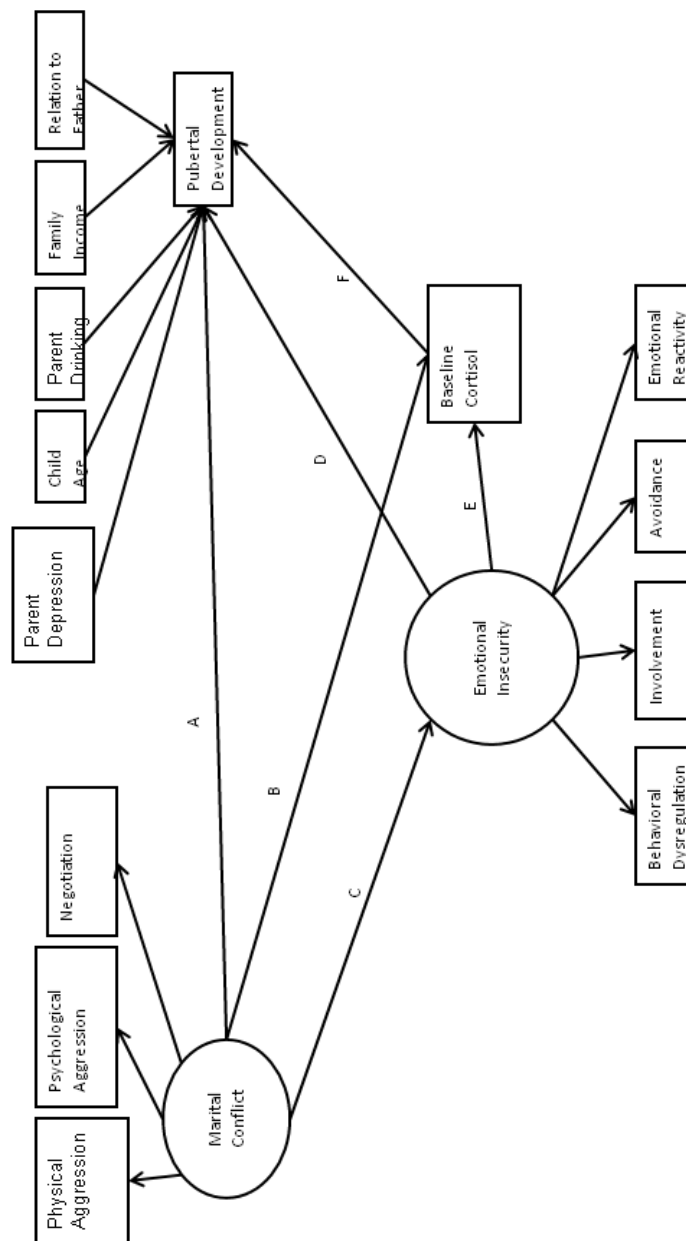 Physical
Aggression
Psychological
Aggression
Negotiation
Parent
Depression
Child
Age
Parent
Drinking
Family
Income
Relation to
Father
Marital
Conflict
A
B
C
D
E
F
Pubertal
Development
Baseline
Cortisol
Emotional
Insecurity
Behavioral
Dysregulation
Involvement
Avoidance
Emotional
Reactivity